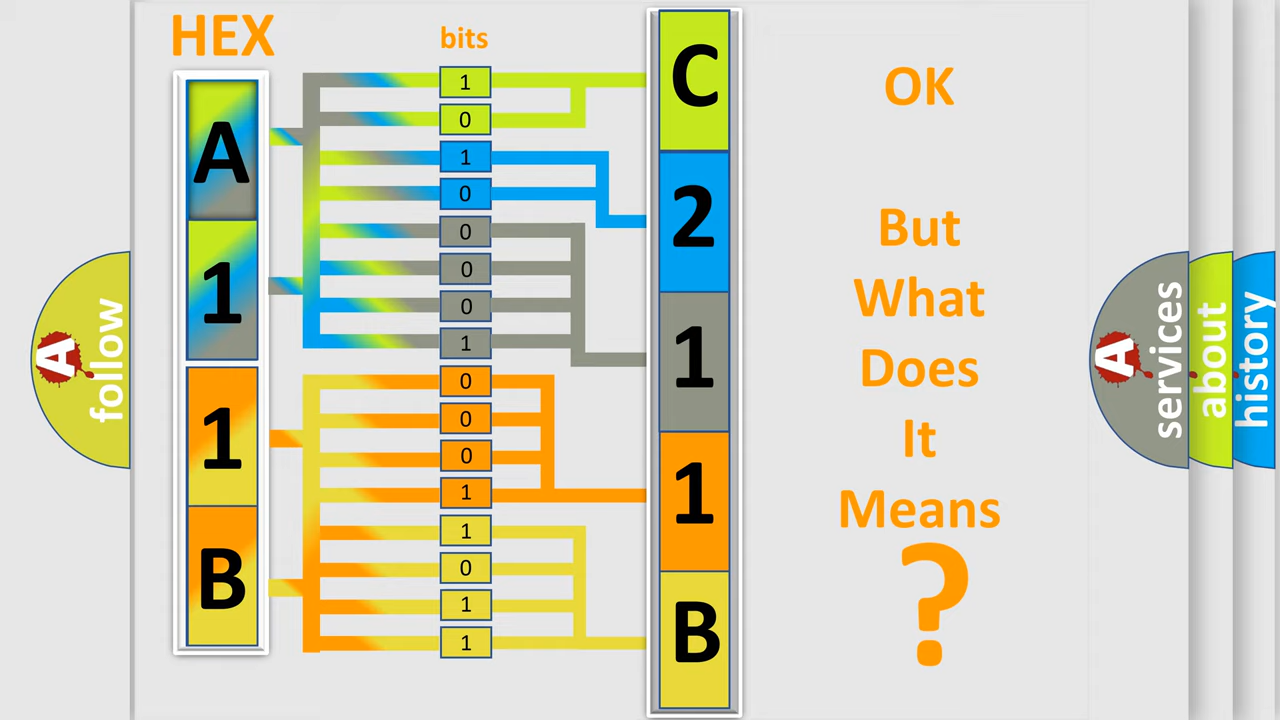 HEX
bits
A
1
1
B
1
0
1
0
0
0
0
1
0
0
0
1
1
0
1
1
C
2
1
1
B
OK
But
What
Does
It
Means
?
A
follow
A
services
about
history